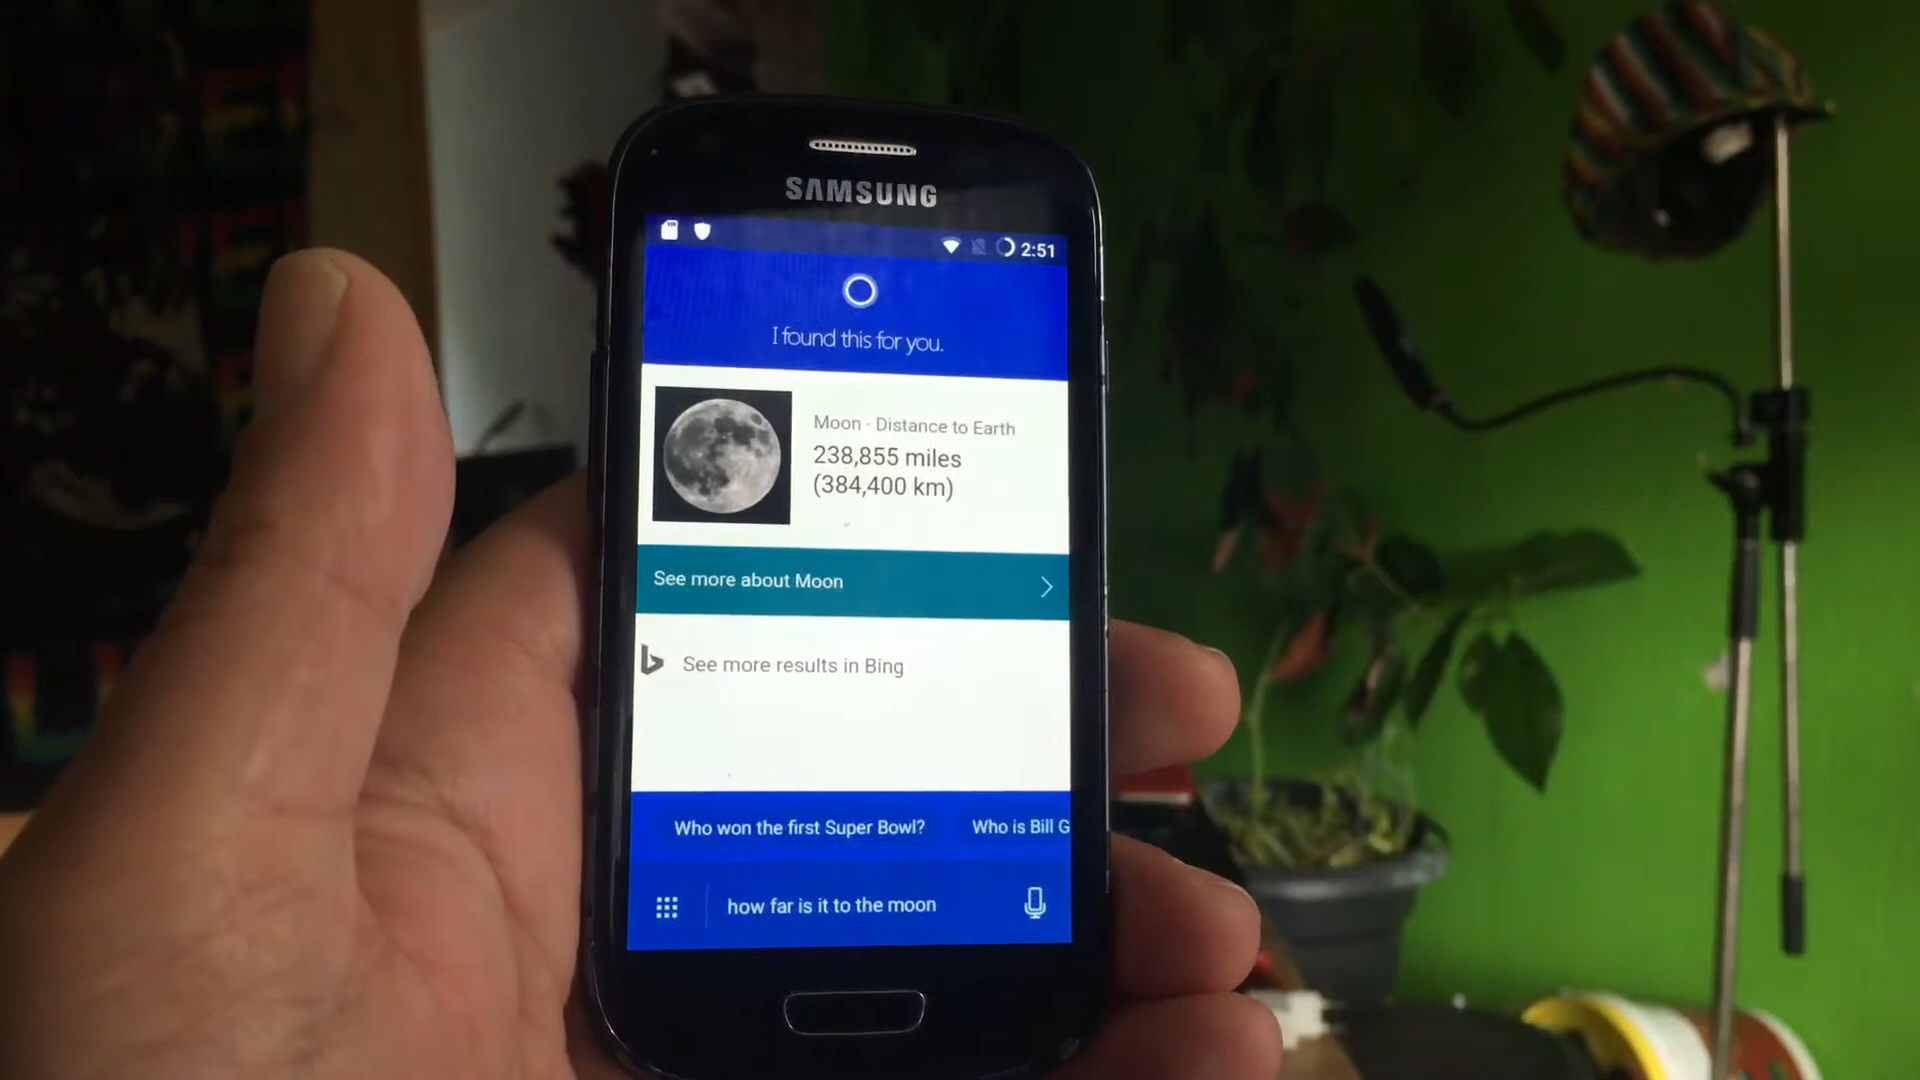 SAMSUNG
2:51
I found this for you.
Moon · Distance to Earth
238,855 miles
(384,400 km)
See more about Moon
See more results in Bing
Who won the first Super Bowl? Who is Bill G
how far is it to the moon